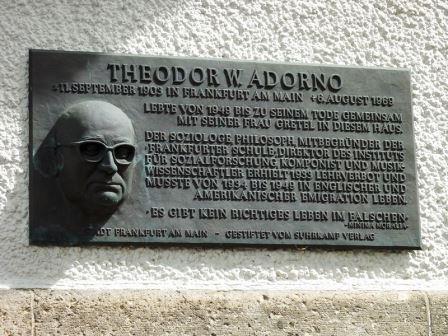 THEODOR W. ADORNO
*11. SEPTEMBER 1903 IN FRANKFURT AM MAIN +6. AUGUST 1969
LEBTE VON 1949 BIS ZU SEINEM TODE GEMEINSAM
MIT SEINER FRAU GRETEL IN DIESEM HAUS.
DER SOZIOLOGE PHILOSOPH, MITBEGRÜNDER DER
FRANKFURTER SCHULE, DIREKTOR DES INSTITUTS
FÜR SOZIALFORSCHUNG KOMPONIST UND MUSIK-
WISSENSCHAFTLER ERHIELT 1933 LEHRVERBOT UND
MUSSTE VON 1934 BIS 1949 IN ENGLISCHER UND
AMERIKANISCHER EMIGRATION LEBEN.
"ES GIBT KEIN RICHTIGES LEBEN IM FALSCHEN"
-MINIMA MORALIA-
STADT FRANKFURT AM MAIN - GESTIFTET VOM SUHRKAMP VERLAG